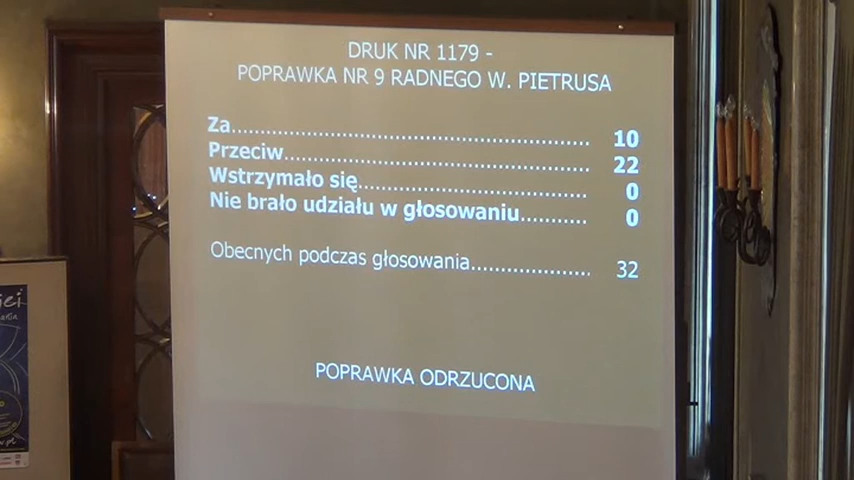 DRUK NR 1179 -
POPRAWKA NR 9 RADNEGO W. PIETRUSA
Za............................................................ 10
Przeciw................................................... 22
Wstrzymało się...................................... 0
Nie brało udziału w głosowaniu........... 0
Obecnych podczas głosowania..................... 32
POPRAWKA ODRZUCONA